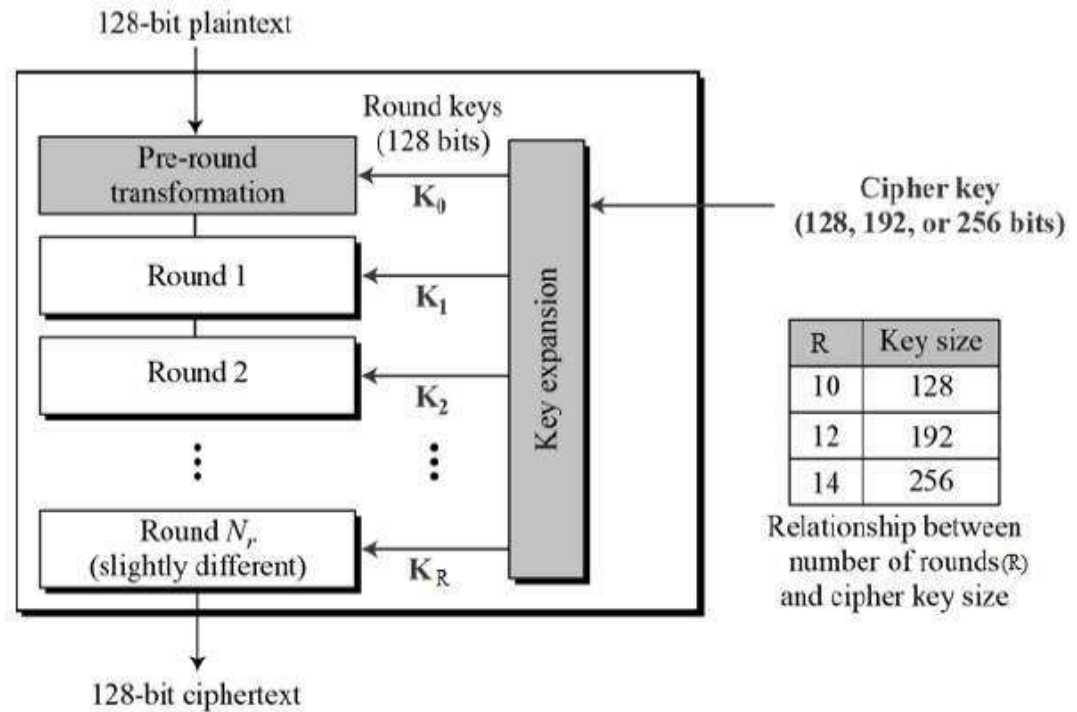 128-bit plaintext
Round keys
(128 bits)
Pre-round
transformation
K0
Cipher key
(128, 192, or 256 bits)
Round 1
K1
Round 2
K2
Key expansion
R Key size
10 128
12 192
14 256
Round Nr
(slightly different)
KR
Relationship between
number of rounds(R)
and cipher key size
128-bit ciphertext